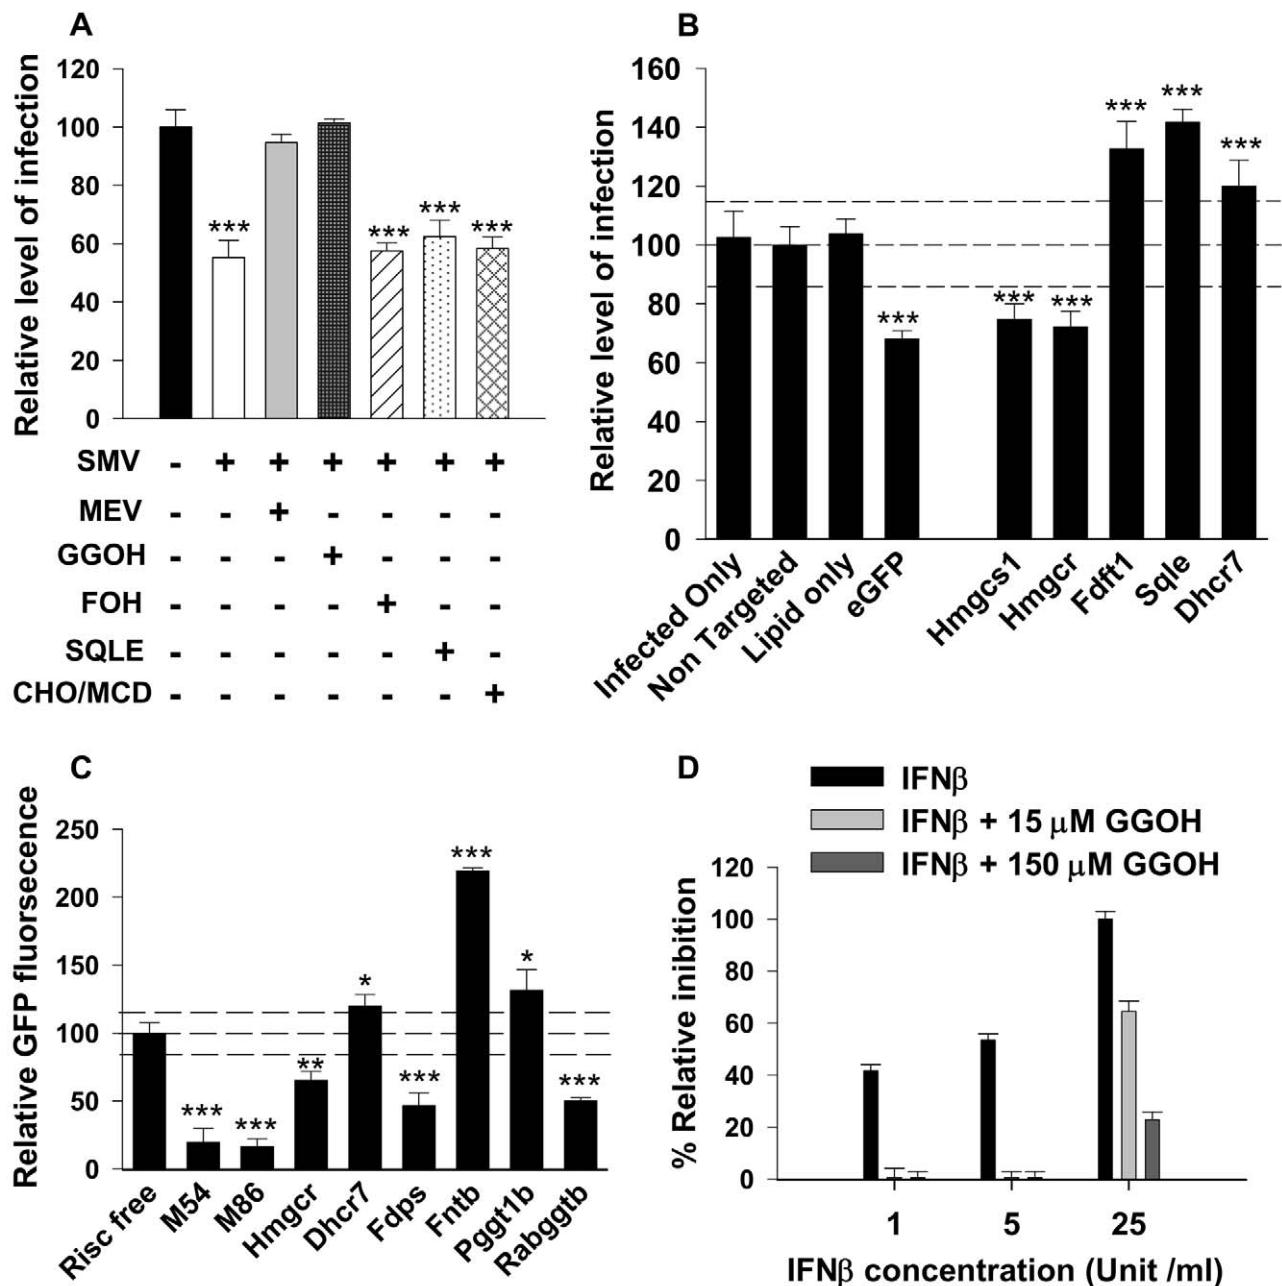 A
Relative level of infection
120
100
80
60
40
20
0
***
***
***
***
SMV - + + + + + +
MEV - - + - - - -
GGOH - - - + - - -
FOH - - - - + - -
SQLE - - - - - + -
CHO/MCD - - - - - - +
B
Relative level of infection
160
140
120
100
80
60
40
20
0
***
***
***
***
***
***
Infected Only
Non Targeted
Lipid only
eGFP
Hmgcs1
Hmgcr
Fdft1
Sqle
Dhcr7
C
Relative GFP fluorsecence
250
200
150
100
50
0
***
***
**
*
***
***
*
***
Risc free
M54
M86
Hmgcr
Dhcr7
Fdps
Fntb
Pggt1b
Rabggtb
D
IFNβ
IFNβ + 15 μM GGOH
IFNβ + 150 μM GGOH
% Relative inibition
120
100
80
60
40
20
0
1 5 25
IFNβ concentration (Unit /ml)